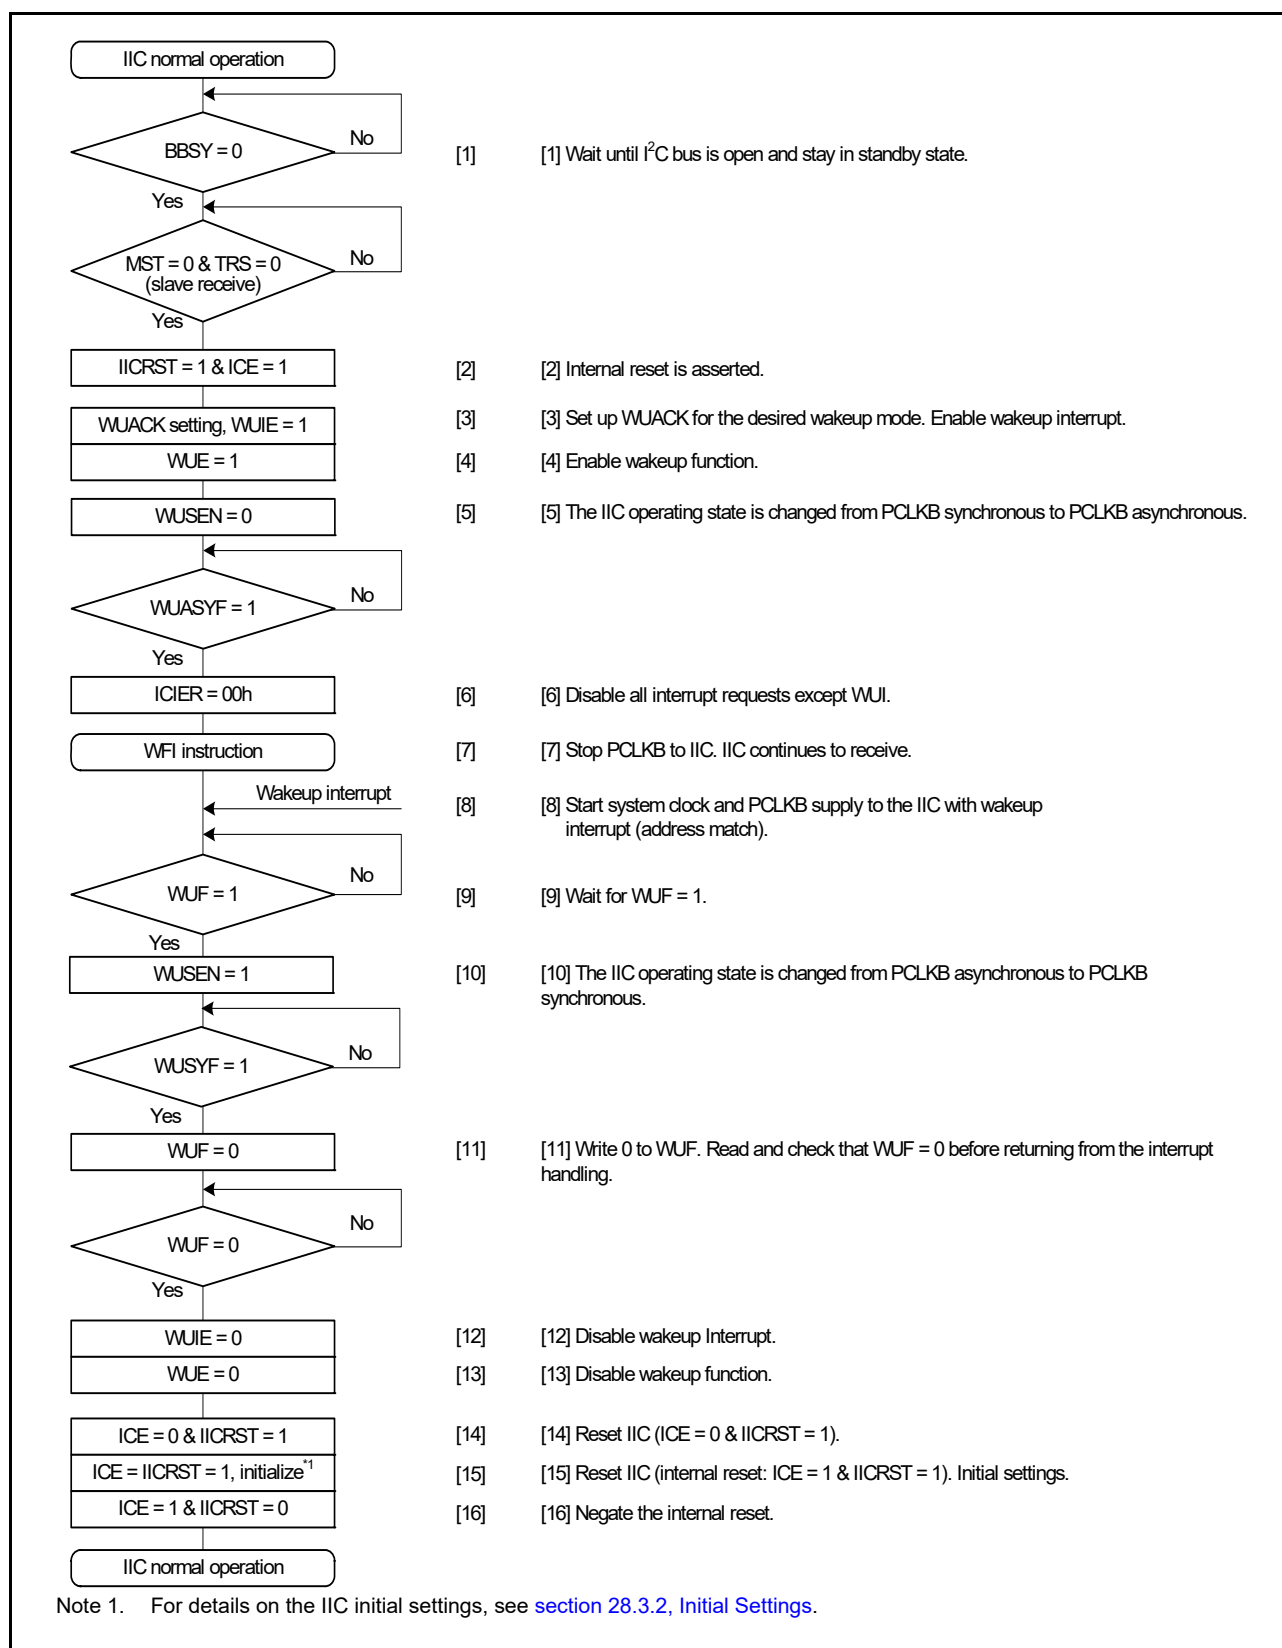 IIC normal operation
BBSY = 0
No
[1] [1] Wait until I²C bus is open and stay in standby state.
Yes
MST = 0 & TRS = 0
(slave receive)
No
Yes
IICRST = 1 & ICE = 1
[2] [2] Internal reset is asserted.
WUACK setting, WUIE = 1
[3] [3] Set up WUACK for the desired wakeup mode. Enable wakeup interrupt.
WUE = 1
[4] [4] Enable wakeup function.
WUSEN = 0
[5] [5] The IIC operating state is changed from PCLKB synchronous to PCLKB asynchronous.
WUASYF = 1
No
Yes
ICIER = 00h
[6] [6] Disable all interrupt requests except WUI.
WFI instruction
[7] [7] Stop PCLKB to IIC. IIC continues to receive.
Wakeup interrupt
[8] [8] Start system clock and PCLKB supply to the IIC with wakeup
interrupt (address match).
WUF = 1
No
[9] [9] Wait for WUF = 1.
Yes
WUSEN = 1
[10] [10] The IIC operating state is changed from PCLKB asynchronous to PCLKB
synchronous.
WUSYF = 1
No
Yes
WUF = 0
[11] [11] Write 0 to WUF. Read and check that WUF = 0 before returning from the interrupt
handling.
WUF = 0
No
Yes
WUIE = 0
[12] [12] Disable wakeup Interrupt.
WUE = 0
[13] [13] Disable wakeup function.
ICE = 0 & IICRST = 1
[14] [14] Reset IIC (ICE = 0 & IICRST = 1).
ICE = IICRST = 1, initialize*1
[15] [15] Reset IIC (internal reset: ICE = 1 & IICRST = 1). Initial settings.
ICE = 1 & IICRST = 0
[16] [16] Negate the internal reset.
IIC normal operation
Note 1. For details on the IIC initial settings, see section 28.3.2, Initial Settings.